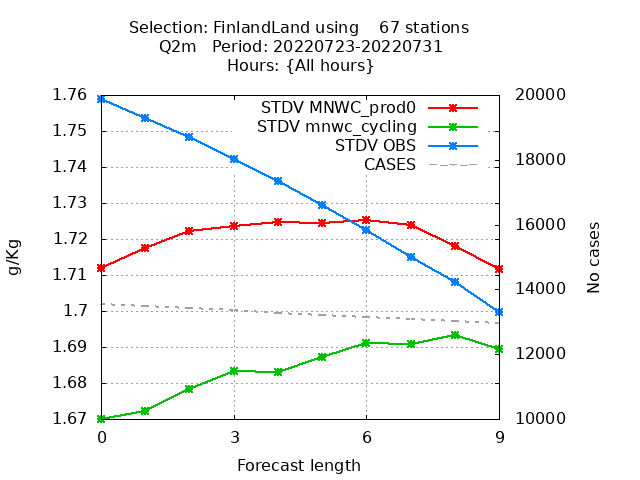 Selection: FinlandLand using    67 stations
Q2m   Period: 20220723-20220731
Hours: {All hours}
STDV MNWC_prod0
STDV mnwc_cycling
STDV OBS
CASES
1.76
1.75
1.74
1.73
1.72
1.71
1.7
1.69
1.68
1.67
20000
18000
16000
14000
12000
10000
g/Kg
No cases
0
3
6
9
Forecast length